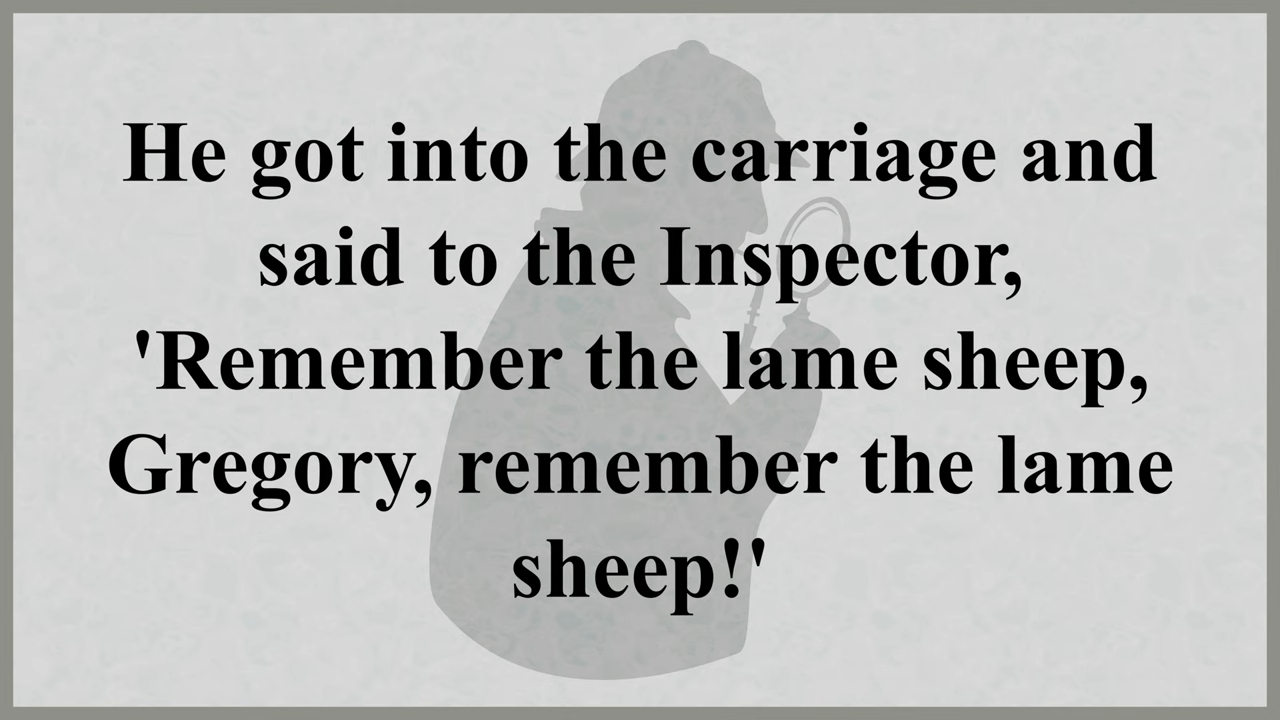 He got into the carriage and
said to the Inspector,
'Remember the lame sheep,
Gregory, remember the lame
sheep!'